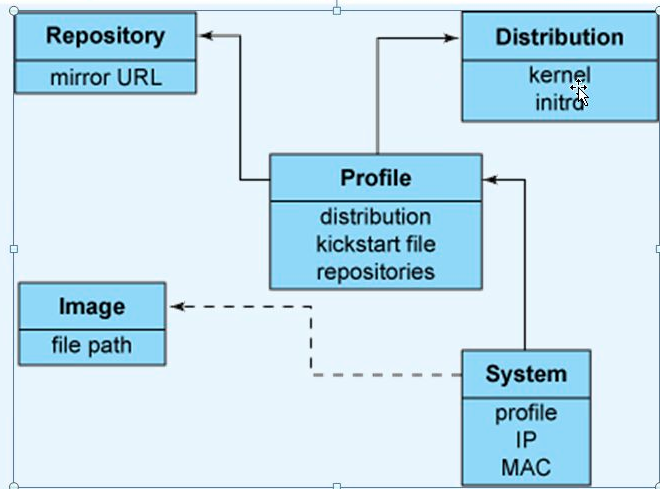 Repository
mirror URL
Distribution
kernel
initrd
Profile
distribution
kickstart file
repositories
Image
file path
System
profile
IP
MAC